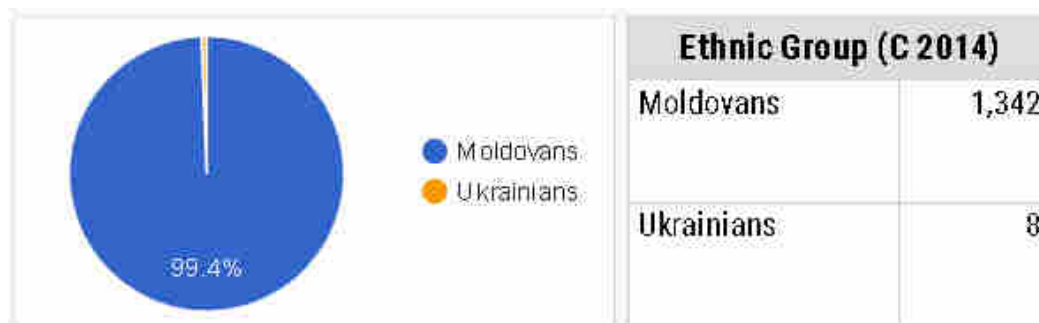 Moldovans
Ukrainians
99.4%
Ethnic Group (C 2014)
Moldovans 1,342
Ukrainians 8